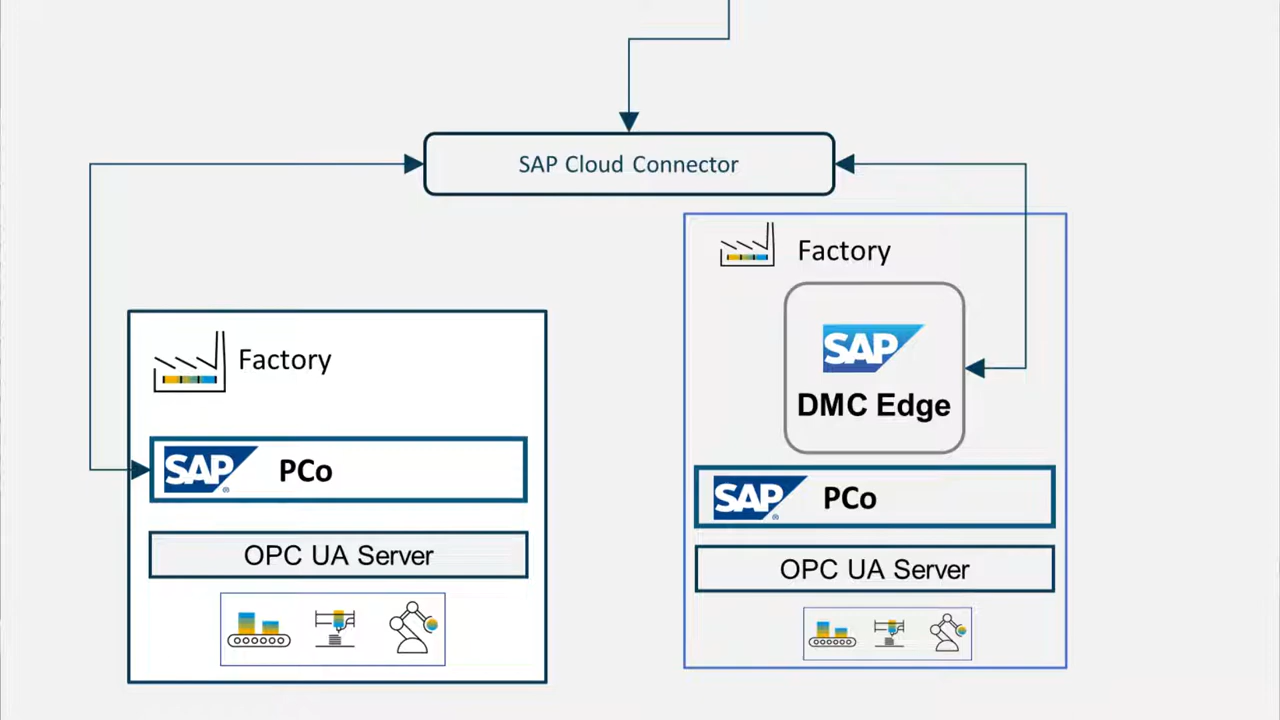 SAP Cloud Connector
Factory
SAP
DMC Edge
SAP PCo
OPC UA Server
Factory
SAP® PCo
OPC UA Server